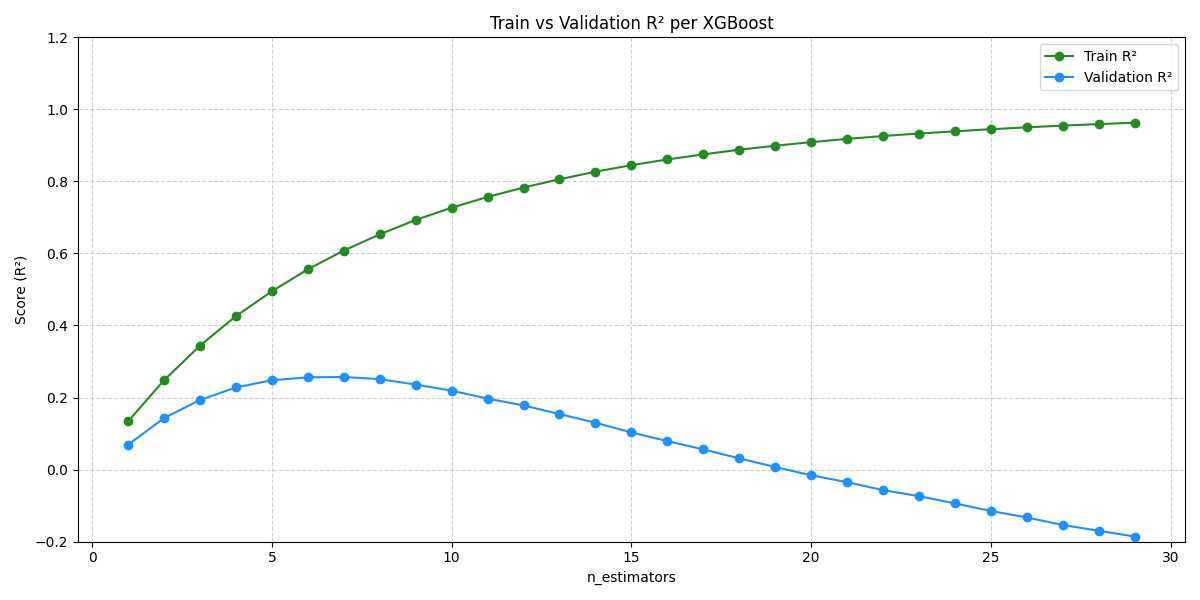 Train vs Validation R² per XGBoost
Train R²
Validation R²
Score (R²)
1.2
1.0
0.8
0.6
0.4
0.2
0.0
−0.2
0 5 10 15 20 25 30
n_estimators